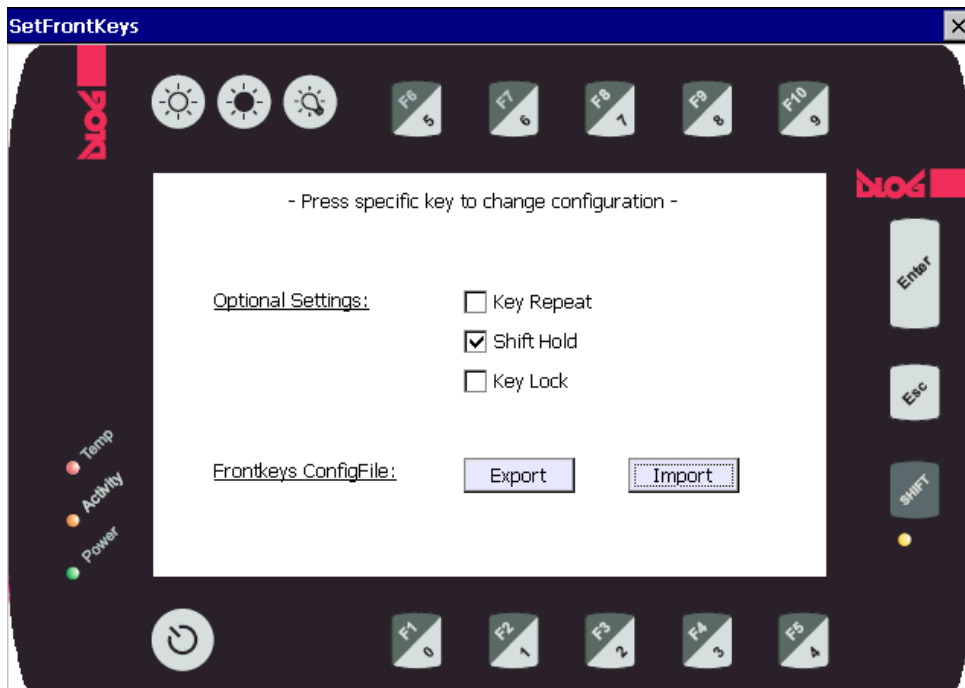 SetFrontKeys
DLOG
F6 5
F7 6
F8 7
F9 8
F10 9
- Press specific key to change configuration -
DLOG
Enter
Optional Settings:
Key Repeat
Shift Hold
Key Lock
Esc
Temp
Activity
Power
Frontkeys ConfigFile:
Export
Import
SHIFT
F1 0
F2 1
F3 2
F4 3
F5 4